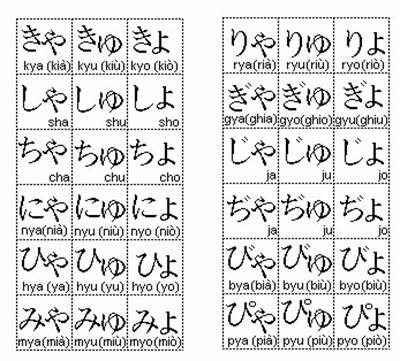 きゃ きゅ きょ
kya (kià) kyu (kiù) kyo (kiò)
しゃ しゅ しょ
sha shu sho
ちゃ ちゅ ちょ
cha chu cho
にゃ にゅ にょ
nya(nià) nyu (niù) nyo (niò)
ひゃ ひゅ ひょ
hya (ya) hyu (yu) hyo (yo)
みゃ みゅ みょ
mya(mià) myu(miù) myo(miò)
りゃ りゅ りょ
rya(rià) ryu(riù) ryo(riò)
ぎゃ ぎゅ ぎょ
gya(ghia) gyo(ghio) gyu(ghiu)
じゃ じゅ じょ
ja ju jo
ぢゃ ぢゅ ぢょ
ja ju jo
びゃ びゅ びょ
bya(bià) byu(biù) byo(biò)
ぴゃ ぴゅ ぴょ
pya (pià) pyu (più) pyo (piò)